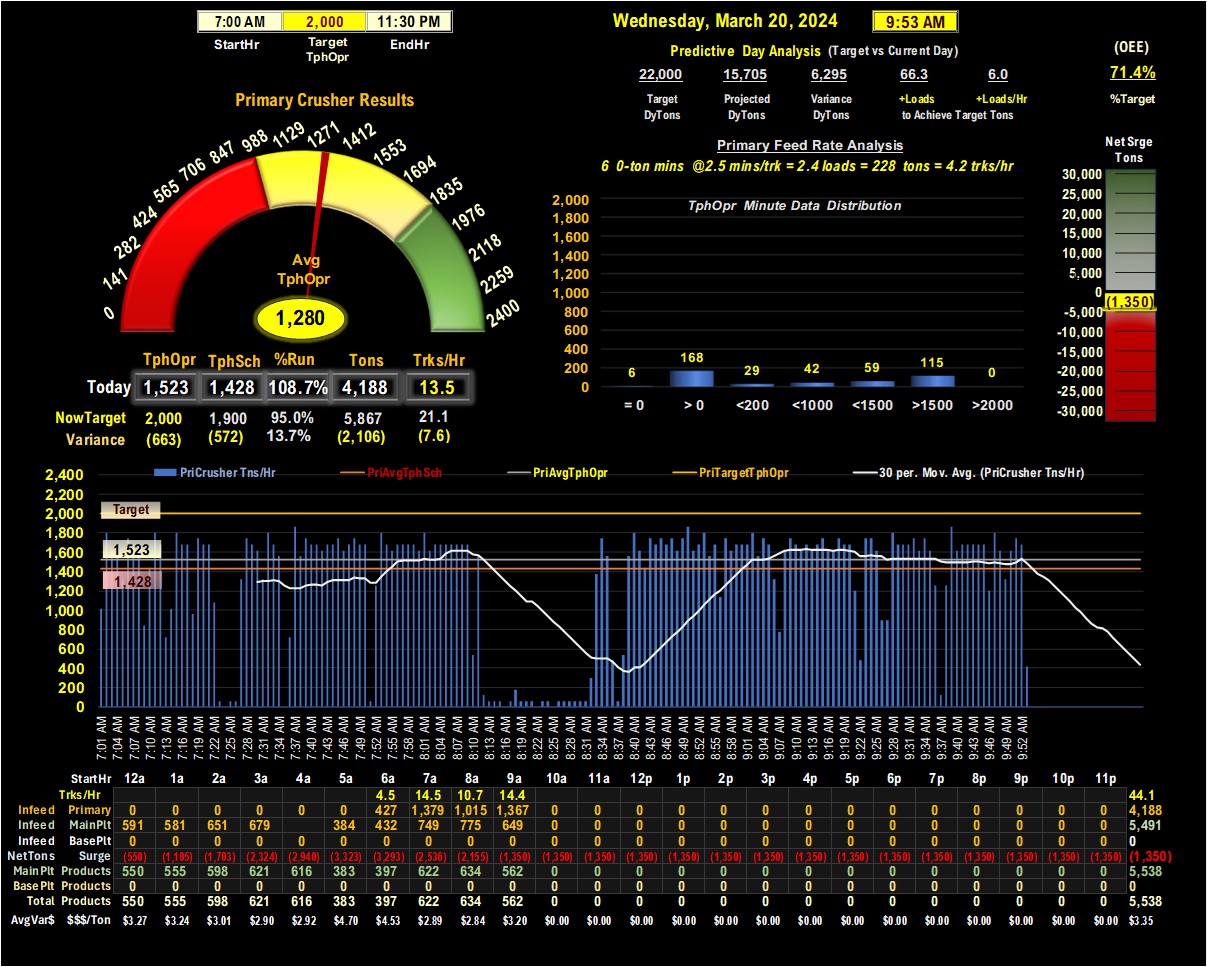 7:00 AM 2,000 11:30 PM
StartHr Target TphOpr EndHr
Wednesday, March 20, 2024 9:53 AM
Predictive Day Analysis (Target vs Current Day)
22,000 15,705 6,295 66.3 6.0
Target Projected Variance +Loads +Loads/Hr
DyTons DyTons DyTons to Achieve Target Tons
(OEE)
71.4%
%Target
Primary Crusher Results
0 141 282 424 565 706 847 988 1129 1271 1412 1553 1694 1835 1976 2118 2259 2400
Avg
TphOpr
1,280
TphOpr TphSch %Run Tons Trks/Hr
Today 1,523 1,428 108.7% 4,188 13.5
NowTarget 2,000 1,900 95.0% 5,867 21.1
Variance (663) (572) 13.7% (2,106) (7.6)
Primary Feed Rate Analysis
6 0-ton mins @2.5 mins/trk = 2.4 loads = 228 tons = 4.2 trks/hr
TphOpr Minute Data Distribution
2,000
1,800
1,600
1,400
1,200
1,000
800
600
400
200
0
6 168 29 42 59 115 0
= 0 > 0 <200 <1000 <1500 >1500 >2000
Net Srge
Tons
30,000
25,000
20,000
15,000
10,000
5,000
0
(1,350)
-5,000
-10,000
-15,000
-20,000
-25,000
-30,000
PriCrusher Tns/Hr PriAvgTphSch PriAvgTphOpr PriTargetTphOpr 30 per. Mov. Avg. (PriCrusher Tns/Hr)
2,400
2,200
2,000
1,800
1,600
1,400
1,200
1,000
800
600
400
200
0
Target
1,523
1,428
7:01 AM 7:04 AM 7:07 AM 7:10 AM 7:13 AM 7:16 AM 7:19 AM 7:22 AM 7:25 AM 7:28 AM 7:31 AM 7:34 AM 7:37 AM 7:40 AM 7:43 AM 7:46 AM 7:49 AM 7:52 AM 7:55 AM 7:58 AM 8:01 AM 8:04 AM 8:07 AM 8:10 AM 8:13 AM 8:16 AM 8:19 AM 8:22 AM 8:25 AM 8:28 AM 8:31 AM 8:34 AM 8:37 AM 8:40 AM 8:43 AM 8:46 AM 8:49 AM 8:52 AM 8:55 AM 8:58 AM 9:01 AM 9:04 AM 9:07 AM 9:10 AM 9:13 AM 9:16 AM 9:19 AM 9:22 AM 9:25 AM 9:28 AM 9:31 AM 9:34 AM 9:37 AM 9:40 AM 9:43 AM 9:46 AM 9:49 AM 9:52 AM
StartHr 12a 1a 2a 3a 4a 5a 6a 7a 8a 9a 10a 11a 12p 1p 2p 3p 4p 5p 6p 7p 8p 9p 10p 11p
Trks/Hr 4.5 14.5 10.7 14.4 44.1
Infeed Primary 0 0 0 0 0 0 427 1,379 1,015 1,367 0 0 0 0 0 0 0 0 0 0 0 0 0 0 4,188
Infeed MainPlt 591 581 651 679 384 432 749 775 649 0 0 0 0 0 0 0 0 0 0 0 0 0 0 5,491
Infeed BasePlt 0 0 0 0 0 0 0 0 0 0 0 0 0 0 0 0 0 0 0 0 0 0 0 0 0
NetTons Surge (550) (1,105) (1,703) (2,324) (2,940) (3,323) (3,293) (2,536) (2,155) (1,350) (1,350) (1,350) (1,350) (1,350) (1,350) (1,350) (1,350) (1,350) (1,350) (1,350) (1,350) (1,350) (1,350) (1,350) (1,350)
MainPlt Products 550 555 598 621 616 383 397 622 634 562 0 0 0 0 0 0 0 0 0 0 0 0 0 0 5,538
BasePlt Products 0 0 0 0 0 0 0 0 0 0 0 0 0 0 0 0 0 0 0 0 0 0 0 0 0
Total Products 550 555 598 621 616 383 397 622 634 562 0 0 0 0 0 0 0 0 0 0 0 0 0 0 5,538
AvgVar$ $$$/Ton $3.27 $3.24 $3.01 $2.90 $2.92 $4.70 $4.53 $2.89 $2.84 $3.20 $0.00 $0.00 $0.00 $0.00 $0.00 $0.00 $0.00 $0.00 $0.00 $0.00 $0.00 $0.00 $0.00 $0.00 $3.35